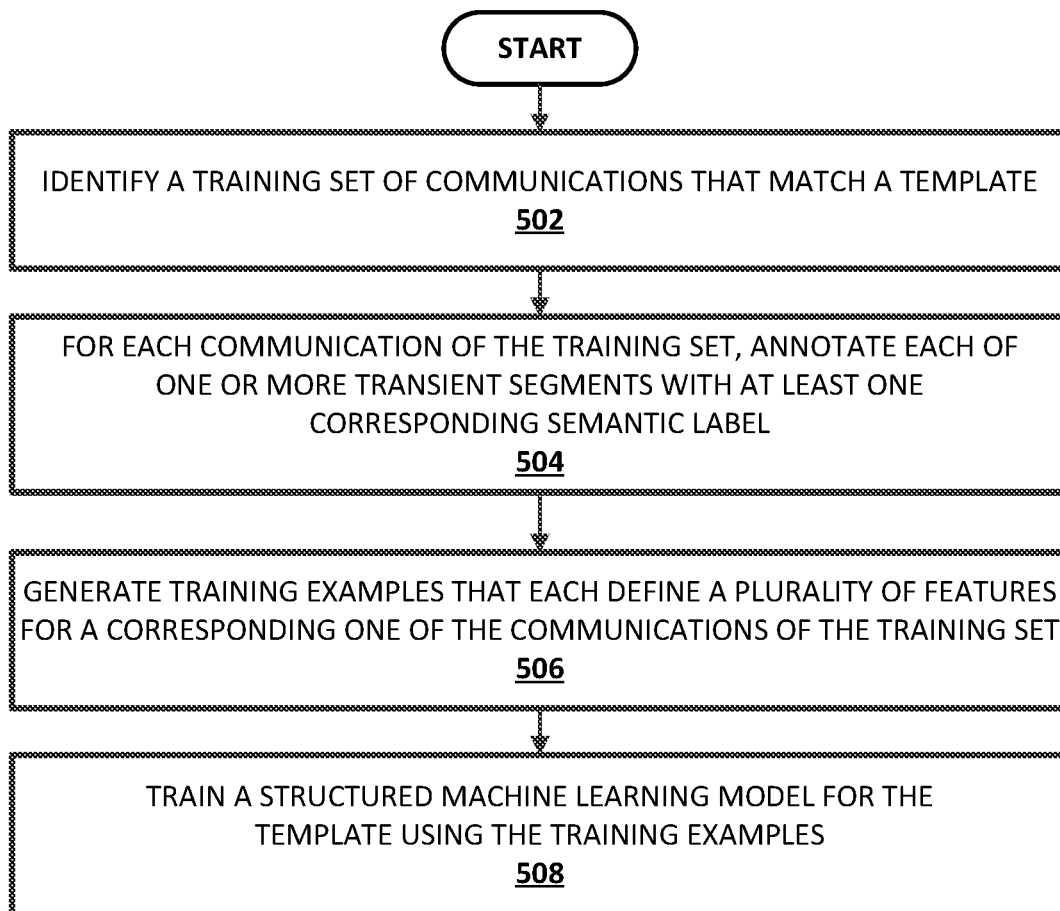 START
IDENTIFY A TRAINING SET OF COMMUNICATIONS THAT MATCH A TEMPLATE
502
FOR EACH COMMUNICATION OF THE TRAINING SET, ANNOTATE EACH OF
ONE OR MORE TRANSIENT SEGMENTS WITH AT LEAST ONE
CORRESPONDING SEMANTIC LABEL
504
GENERATE TRAINING EXAMPLES THAT EACH DEFINE A PLURALITY OF FEATURES
FOR A CORRESPONDING ONE OF THE COMMUNICATIONS OF THE TRAINING SET
506
TRAIN A STRUCTURED MACHINE LEARNING MODEL FOR THE
TEMPLATE USING THE TRAINING EXAMPLES
508